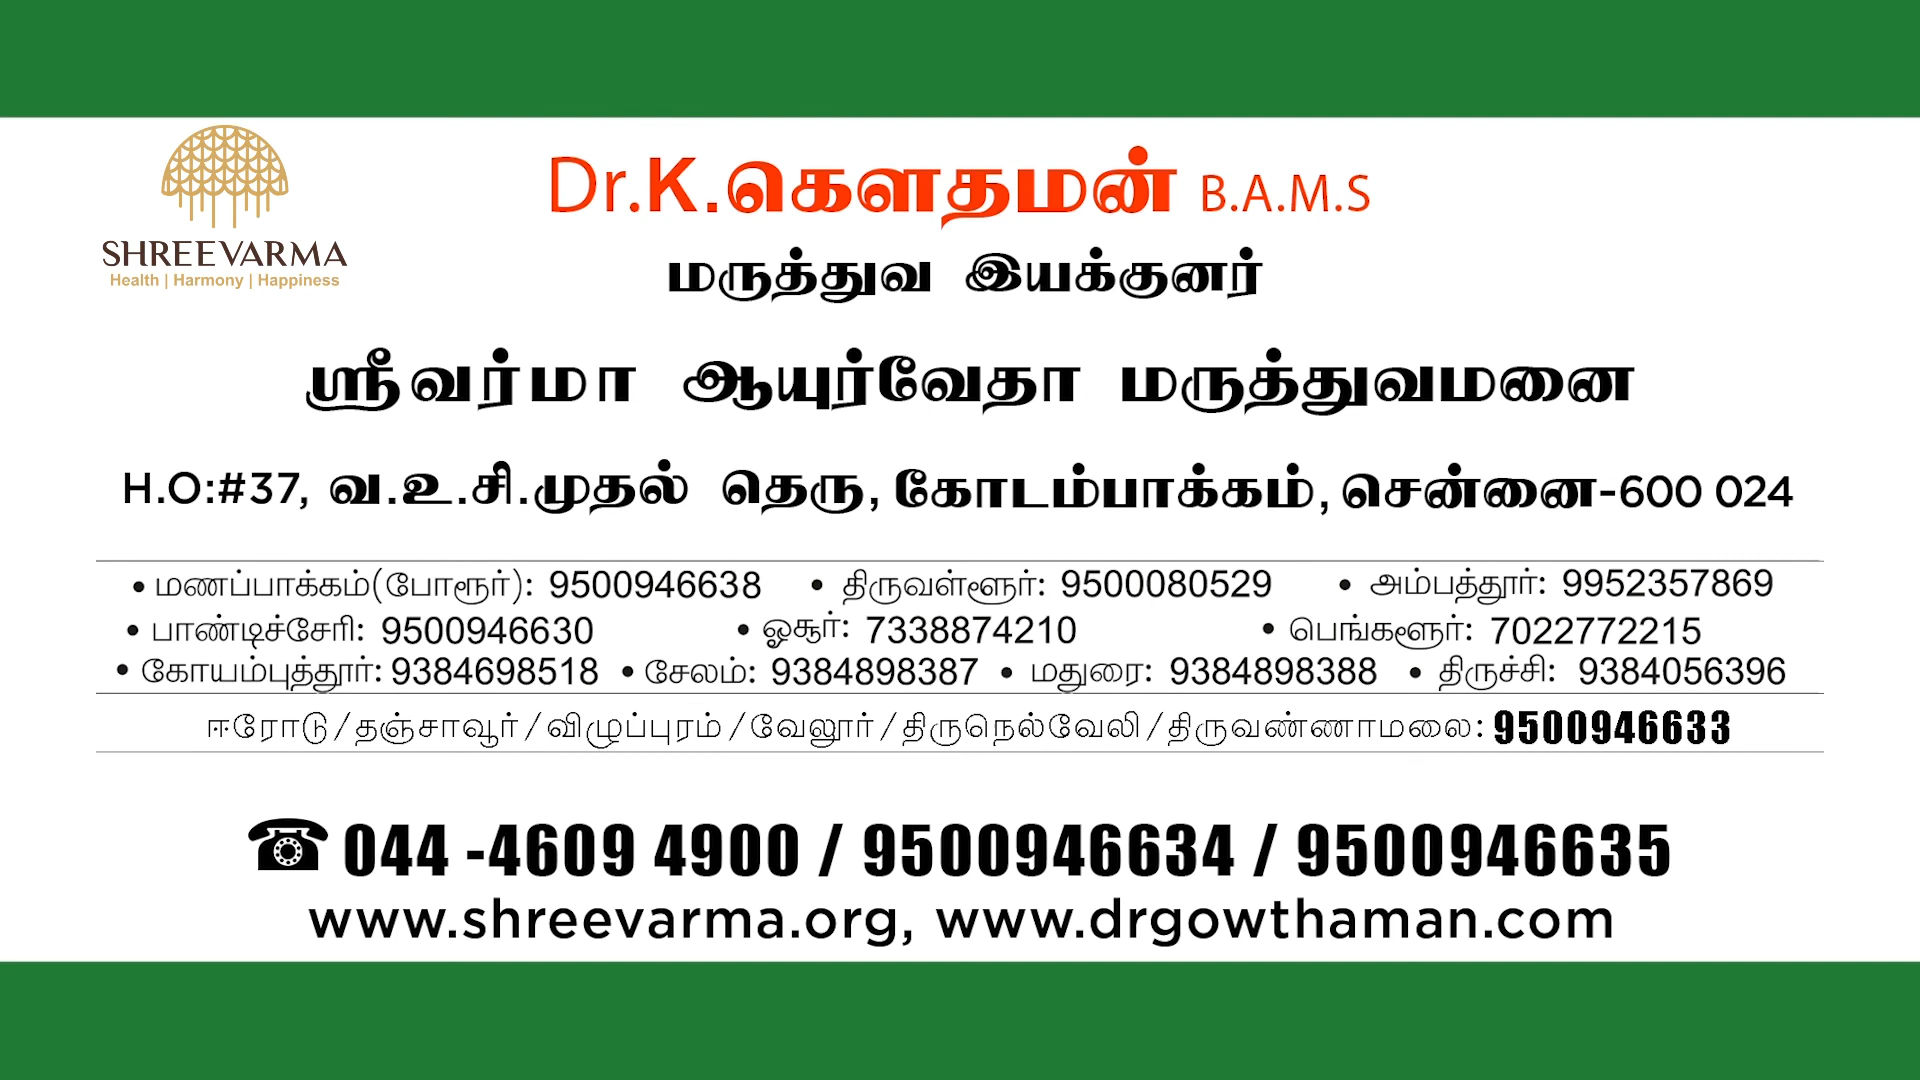 SHREEVARMA
Health | Harmony | Happiness
Dr.K.கௌதமன் B.A.M.S
மருத்துவ இயக்குனர்
ஸ்ரீவர்மா ஆயுர்வேதா மருத்துவமனை
H.O:#37, வ.உ.சி.முதல் தெரு, கோடம்பாக்கம், சென்னை-600 024
• மணப்பாக்கம்(போரூர்): 9500946638 • திருவள்ளூர்: 9500080529 • அம்பத்தூர்: 9952357869
• பாண்டிச்சேரி: 9500946630 • ஓசூர்: 7338874210 • பெங்களூர்: 7022772215
• கோயம்புத்தூர்: 9384698518 • சேலம்: 9384898387 • மதுரை: 9384898388 • திருச்சி: 9384056396
ஈரோடு/தஞ்சாவூர்/விழுப்புரம்/வேலூர்/திருநெல்வேலி/திருவண்ணாமலை: 9500946633
☎ 044 -4609 4900 / 9500946634 / 9500946635
www.shreevarma.org, www.drgowthaman.com